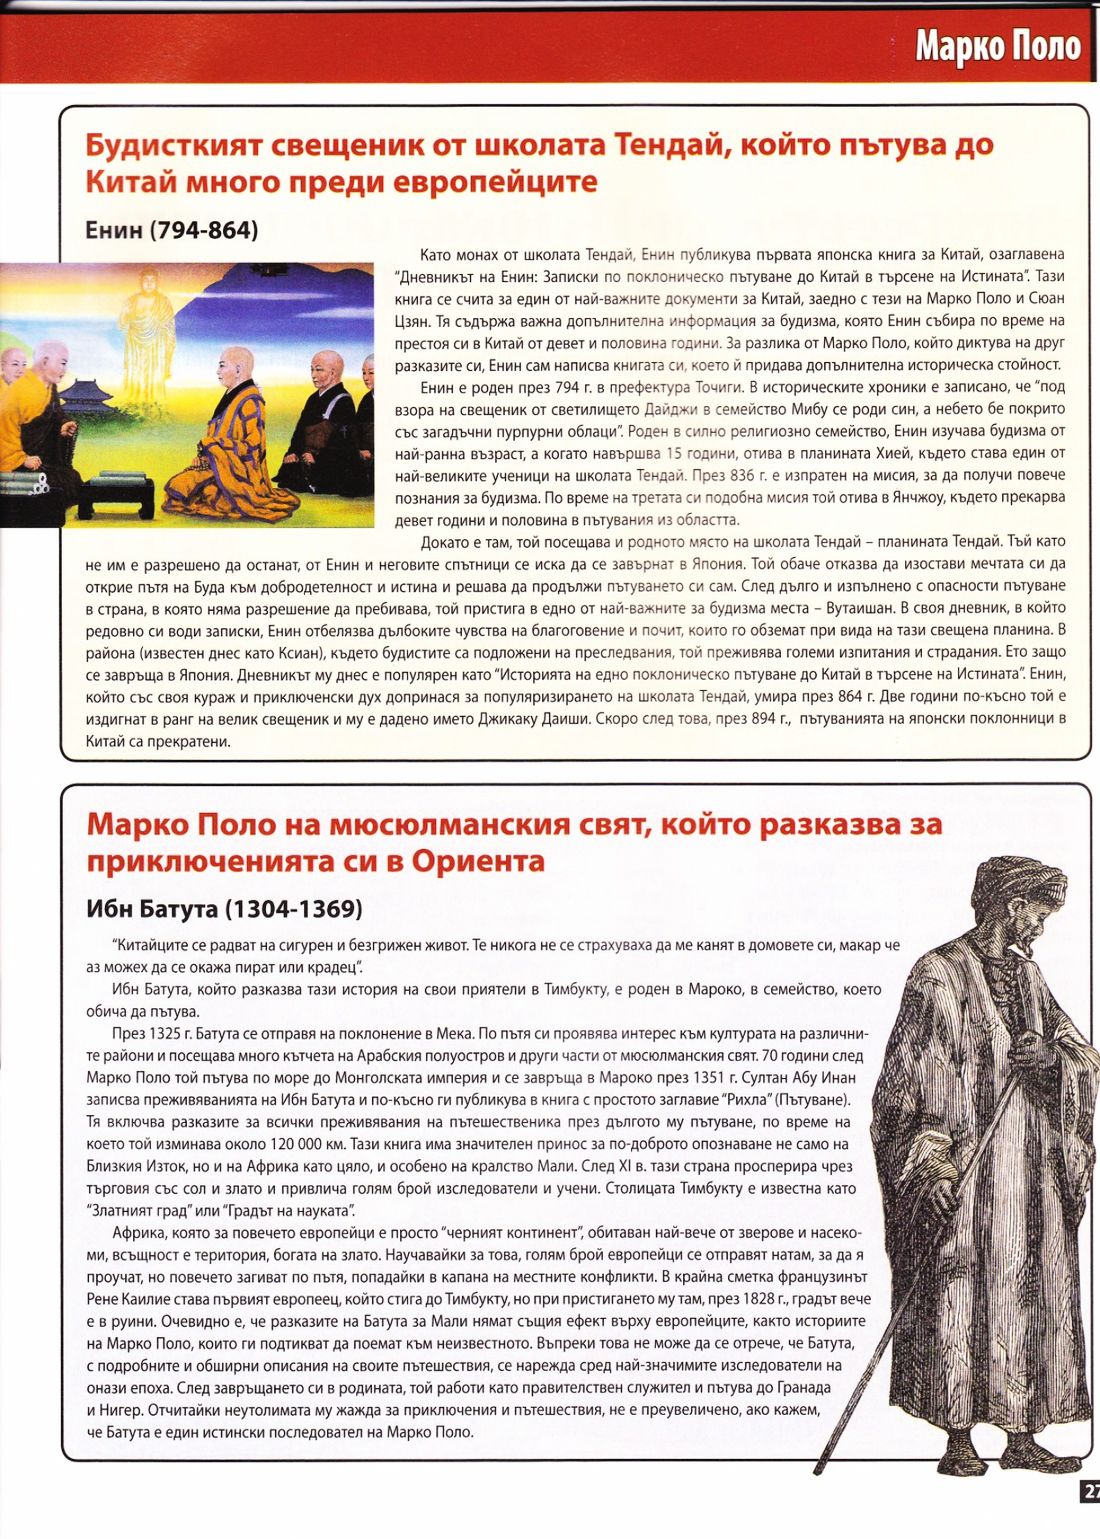 Марко Поло
Будисткият свещеник от школата Тендай, който пътува до
Китай много преди европейците
Енин (794-864)
Като монах от школата Тендай, Енин публикува първата японска книга за Китай, озаглавена
“Дневникът на Енин: Записки по поклоническо пътуване до Китай в търсене на Истината”. Тази
книга се счита за един от най-важните документи за Китай, заедно с тези на Марко Поло и Сюан
Цзян. Тя съдържа важна допълнителна информация за будизма, която Енин събира по време на
престоя си в Китай от девет и половина години. За разлика от Марко Поло, който диктува на друг
разказите си, Енин сам написва книгата си, което ѝ придава допълнителна историческа стойност.
Енин е роден през 794 г. в префектура Точиги. В историческите хроники е записано, че “под
взора на свещеник от светилището Дайджи в семейство Мибу се роди син, а небето бе покрито
със загадъчни пурпурни облаци”. Роден в силно религиозно семейство, Енин изучава будизма от
най-ранна възраст, а когато навършва 15 години, отива в планината Хией, където става един от
най-великите ученици на школата Тендай. През 836 г. е изпратен на мисия, за да получи повече
познания за будизма. По време на третата си подобна мисия той отива в Янчжоу, където прекарва
девет години и половина в пътувания из областта.
Докато е там, той посещава и родното място на школата Тендай – планината Тендай. Тъй като
не им е разрешено да останат, от Енин и неговите спътници се иска да се завърнат в Япония. Той обаче отказва да изостави мечтата си да
открие пътя на Буда към добродетелност и истина и решава да продължи пътуването си сам. След дълго и изпълнено с опасности пътуване
в страна, в която няма разрешение да пребивава, той пристига в едно от най-важните за будизма места – Вутаишан. В своя дневник, в който
редовно си води записки, Енин отбелязва дълбоките чувства на благоговение и почит, които го обземат при вида на тази свещена планина. В
района (известен днес като Ксиан), където будистите са подложени на преследвания, той преживява големи изпитания и страдания. Ето защо
се завръща в Япония. Дневникът му днес е популярен като “Историята на едно поклоническо пътуване до Китай в търсене на Истината”. Енин,
който със своя кураж и приключенски дух допринася за популяризирането на школата Тендай, умира през 864 г. Две години по-късно той е
издигнат в ранг на велик свещеник и му е дадено името Джикаку Даиши. Скоро след това, през 894 г., пътуванията на японски поклонници в
Китай са прекратени.
Марко Поло на мюсюлманския свят, който разказва за
приключенията си в Ориента
Ибн Батута (1304-1369)
“Китайците се радват на сигурен и безгрижен живот. Те никога не се страхуваха да ме канят в домовете си, макар че
аз можех да се окажа пират или крадец”.
Ибн Батута, който разказва тази история на свои приятели в Тимбукту, е роден в Мароко, в семейство, което
обича да пътува.
През 1325 г. Батута се отправя на поклонение в Мека. По пътя си проявява интерес към културата на различни-
те райони и посещава много кътчета на Арабския полуостров и други части от мюсюлманския свят. 70 години след
Марко Поло той пътува по море до Монголската империя и се завръща в Мароко през 1351 г. Султан Абу Инан
записва преживяванията на Ибн Батута и по-късно ги публикува в книга с простото заглавие “Рихла” (Пътуване).
Тя включва разказите за всички преживявания на пътешественика през дългото му пътуване, по време на
което той изминава около 120 000 км. Тази книга има значителен принос за по-доброто опознаване не само на
Близкия Изток, но и на Африка като цяло, и особено на кралство Мали. След XI в. тази страна просперира чрез
търговия със сол и злато и привлича голям брой изследователи и учени. Столицата Тимбукту е известна като
“Златният град” или “Градът на науката”.
Африка, която за повечето европейци е просто “черният континент”, обитаван най-вече от зверове и насеко-
ми, всъщност е територия, богата на злато. Научавайки за това, голям брой европейци се отправят натам, за да я
проучат, но повечето загиват по пътя, попадайки в капана на местните конфликти. В крайна сметка французинът
Рене Каилие става първият европеец, който стига до Тимбукту, но при пристигането му там, през 1828 г., градът вече
е в руини. Очевидно е, че разказите на Батута за Мали нямат същия ефект върху европейците, както историите
на Марко Поло, които ги подтикват да поемат към неизвестното. Въпреки това не може да се отрече, че Батута,
с подробните и обширни описания на своите пътешествия, се нарежда сред най-значимите изследователи на
онази епоха. След завръщането си в родината, той работи като правителствен служител и пътува до Гранада
и Нигер. Отчитайки неутолимата му жажда за приключения и пътешествия, не е преувеличено, ако кажем,
че Батута е един истински последовател на Марко Поло.
27